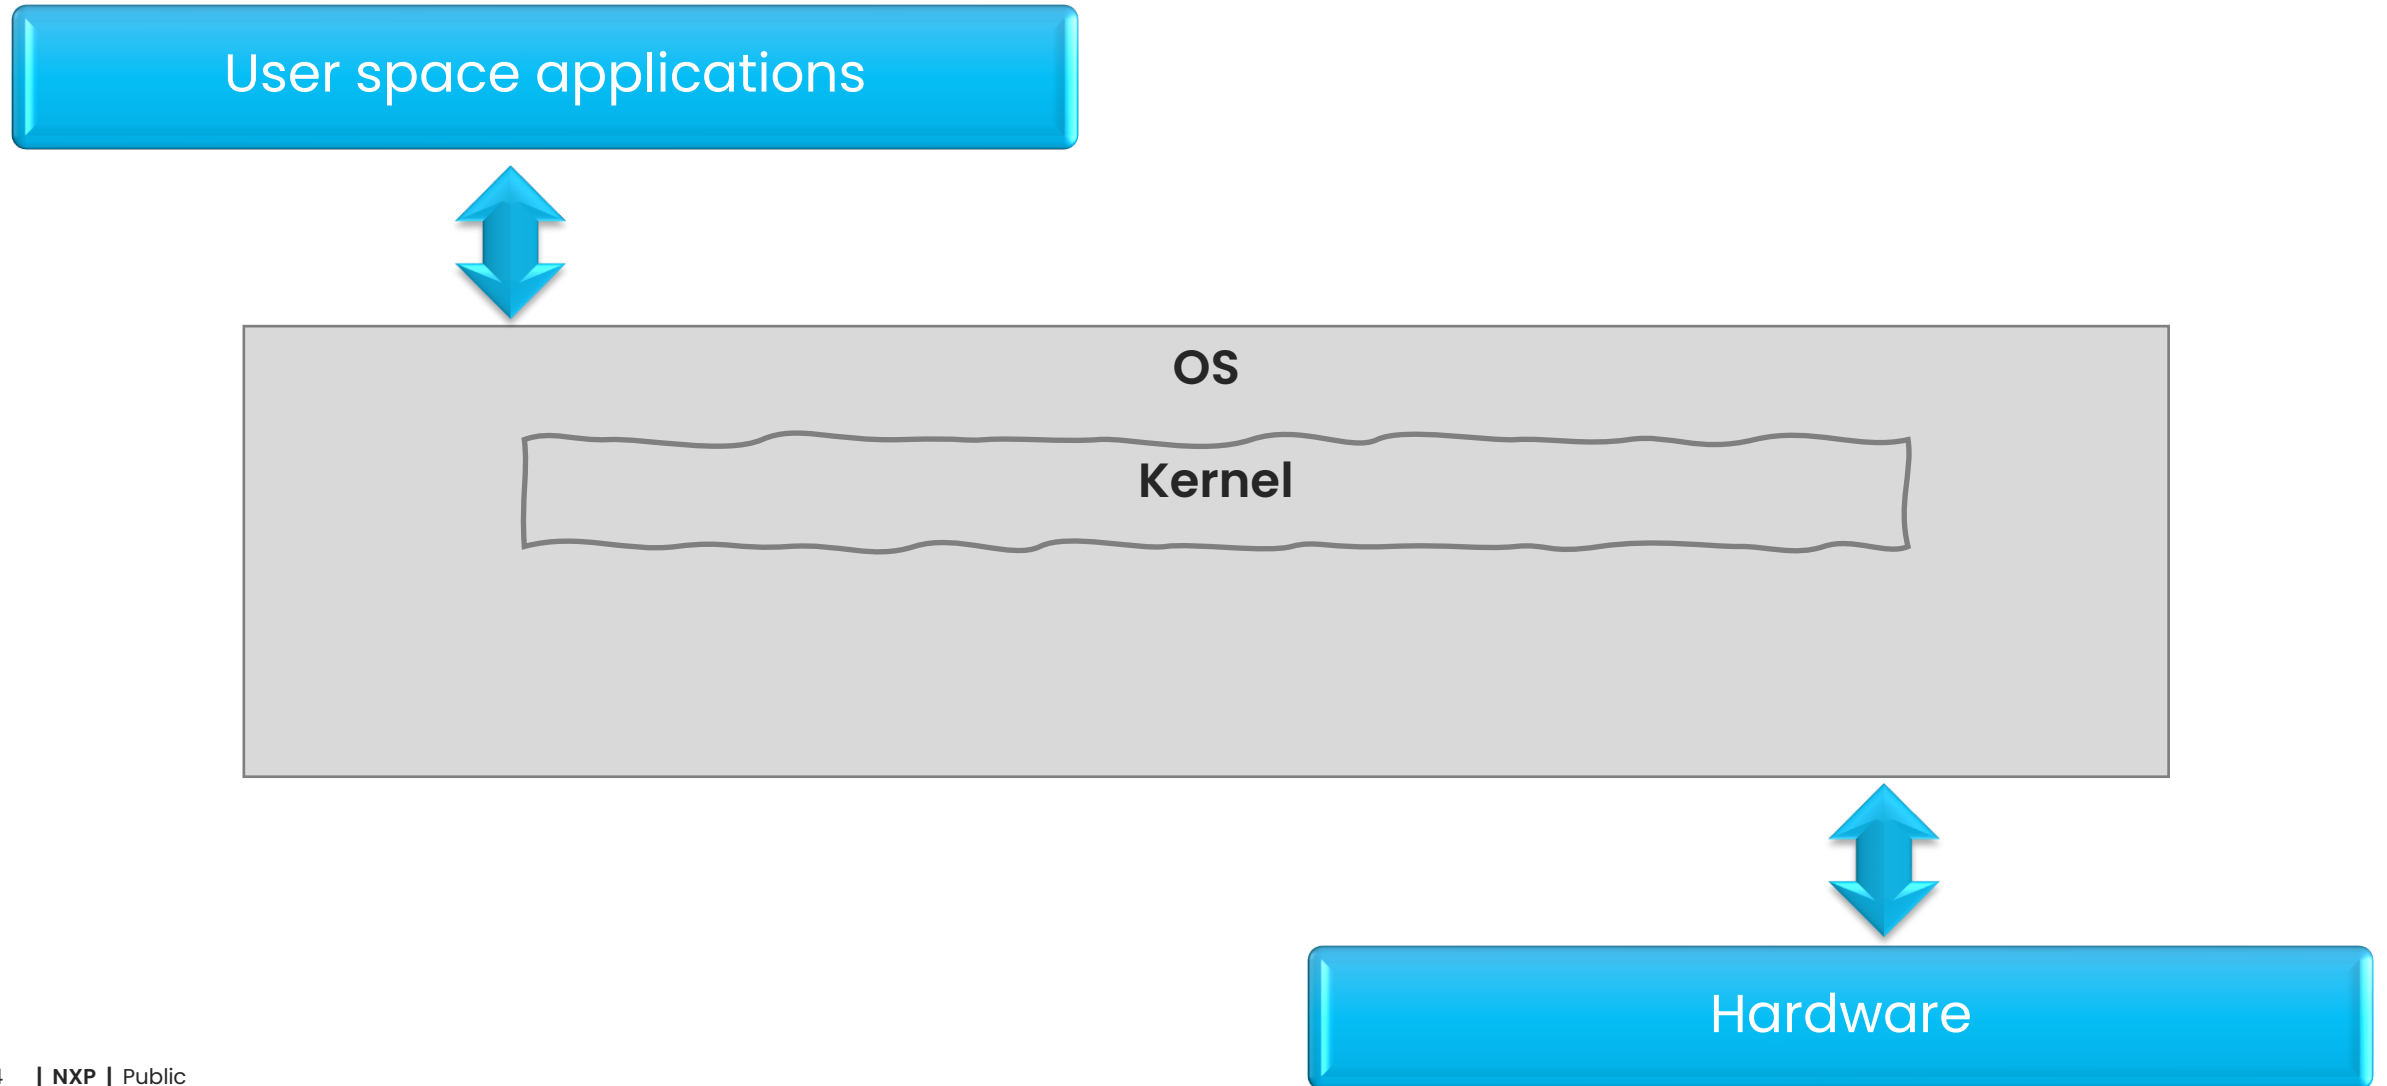 User space applications
OS
Kernel
Hardware
| NXP | Public